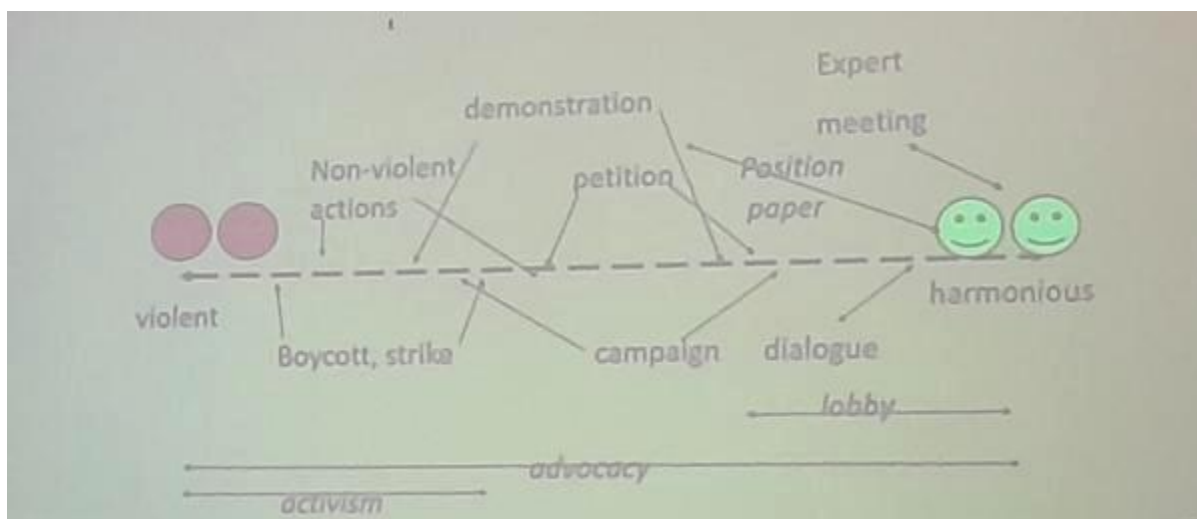 Expert
meeting
demonstration
Non-violent
actions
petition
Position
paper
violent
harmonious
Boycott, strike
campaign
dialogue
lobby
advocacy
activism